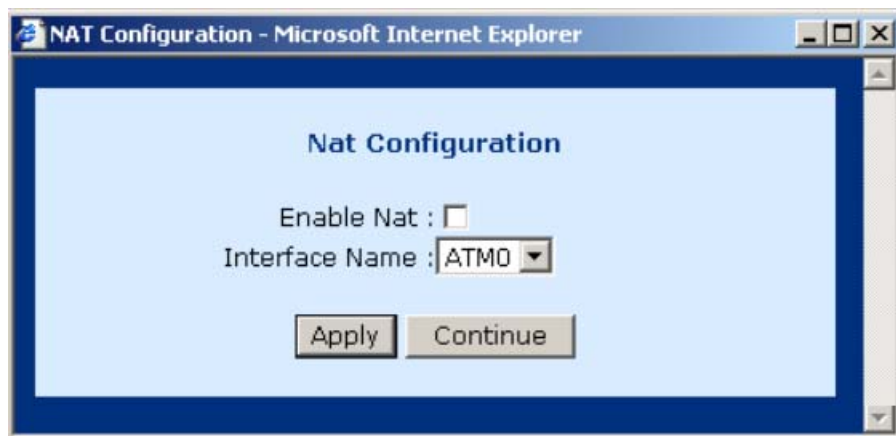 NAT Configuration - Microsoft Internet Explorer
Nat Configuration
Enable Nat :
Interface Name : ATM0
Apply Continue